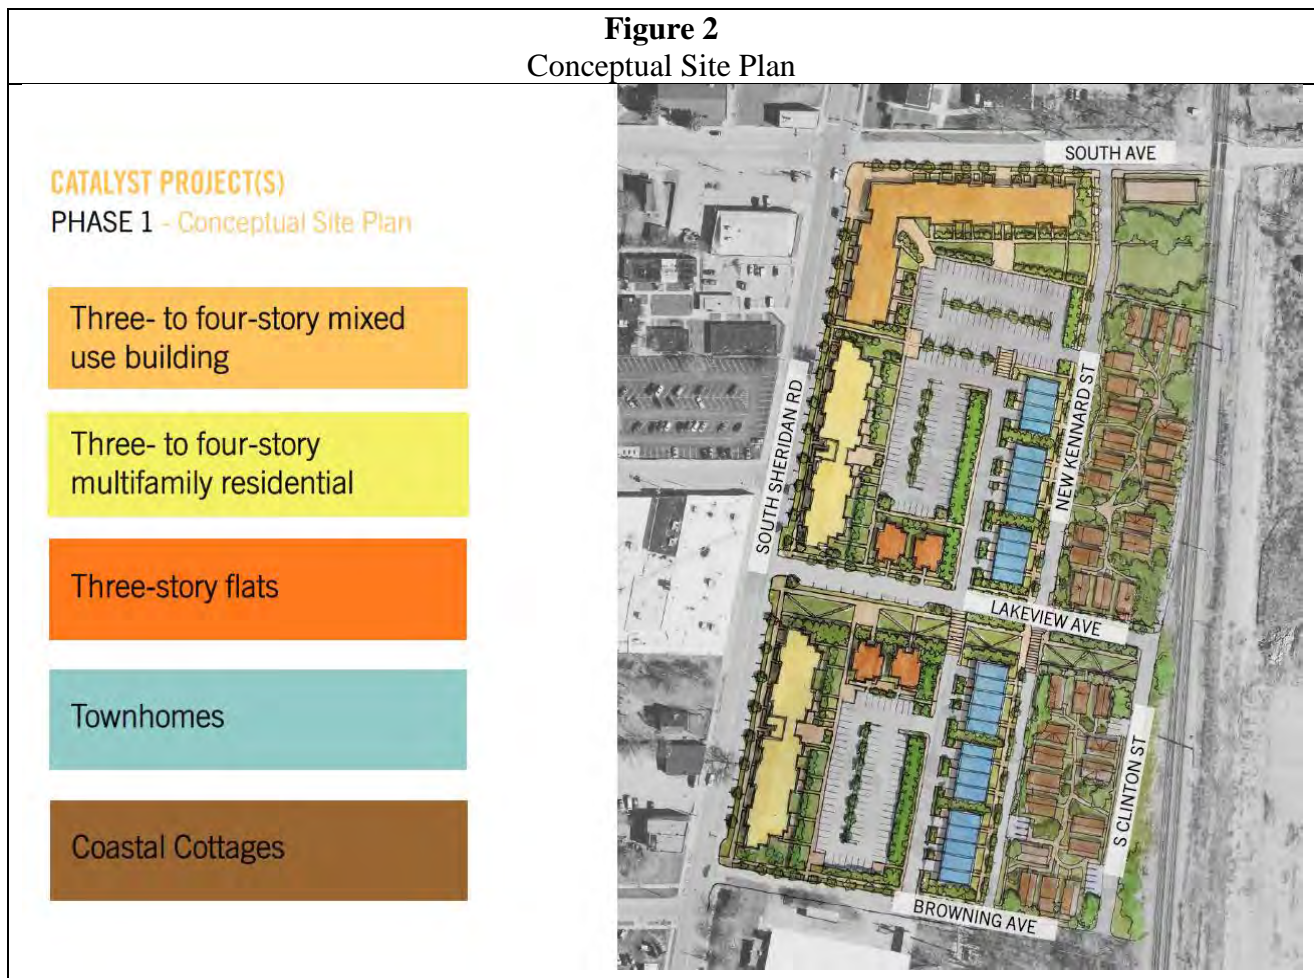 Figure 2
Conceptual Site Plan
CATALYST PROJECT(S)
PHASE 1 - Conceptual Site Plan
Three- to four-story mixed
use building
Three- to four-story
multifamily residential
Three-story flats
Townhomes
Coastal Cottages
SOUTH AVE
SOUTH SHERIDAN RD
NEW KENNARD ST
LAKEVIEW AVE
S CLINTON ST
BROWNING AVE